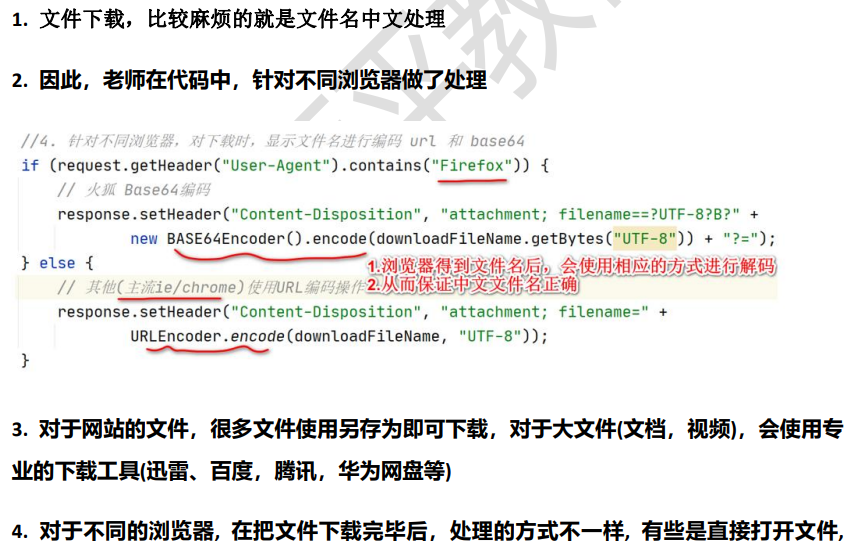 1. 文件下载，比较麻烦的就是文件名中文处理
2. 因此，老师在代码中，针对不同浏览器做了处理
//4. 针对不同浏览器，对下载时，显示文件名进行编码 url 和 base64
if (request.getHeader("User-Agent").contains("Firefox")) {
// 火狐 Base64编码
response.setHeader("Content-Disposition", "attachment; filename==?UTF-8?B?" +
new BASE64Encoder().encode(downloadFileName.getBytes("UTF-8")) + "?=");
} else {
1.浏览器得到文件名后，会使用相应的方式进行解码
// 其他(主流ie/chrome)使用URL编码操作
2.从而保证中文文件名正确
response.setHeader("Content-Disposition", "attachment; filename=" +
URLEncoder.encode(downloadFileName, "UTF-8"));
}
3. 对于网站的文件，很多文件使用另存为即可下载，对于大文件(文档，视频)，会使用专
业的下载工具(迅雷、百度，腾讯，华为网盘等)
4. 对于不同的浏览器, 在把文件下载完毕后，处理的方式不一样, 有些是直接打开文件,